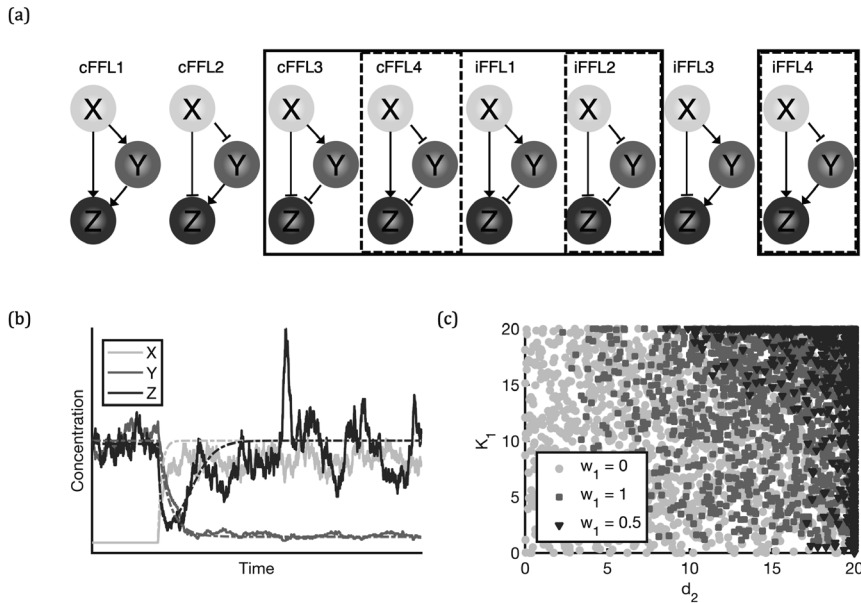 (a)
cFFL1 cFFL2 cFFL3 cFFL4 iFFL1 iFFL2 iFFL3 iFFL4
X X X X X X X X
Y Y Y Y Y Y Y Y
Z Z Z Z Z Z Z Z
(b)
X
Y
Z
Concentration
Time
(c)
20
15
10
5
0
K₁
w₁ = 0
w₁ = 1
w₁ = 0.5
0 5 10 15 20
d₂